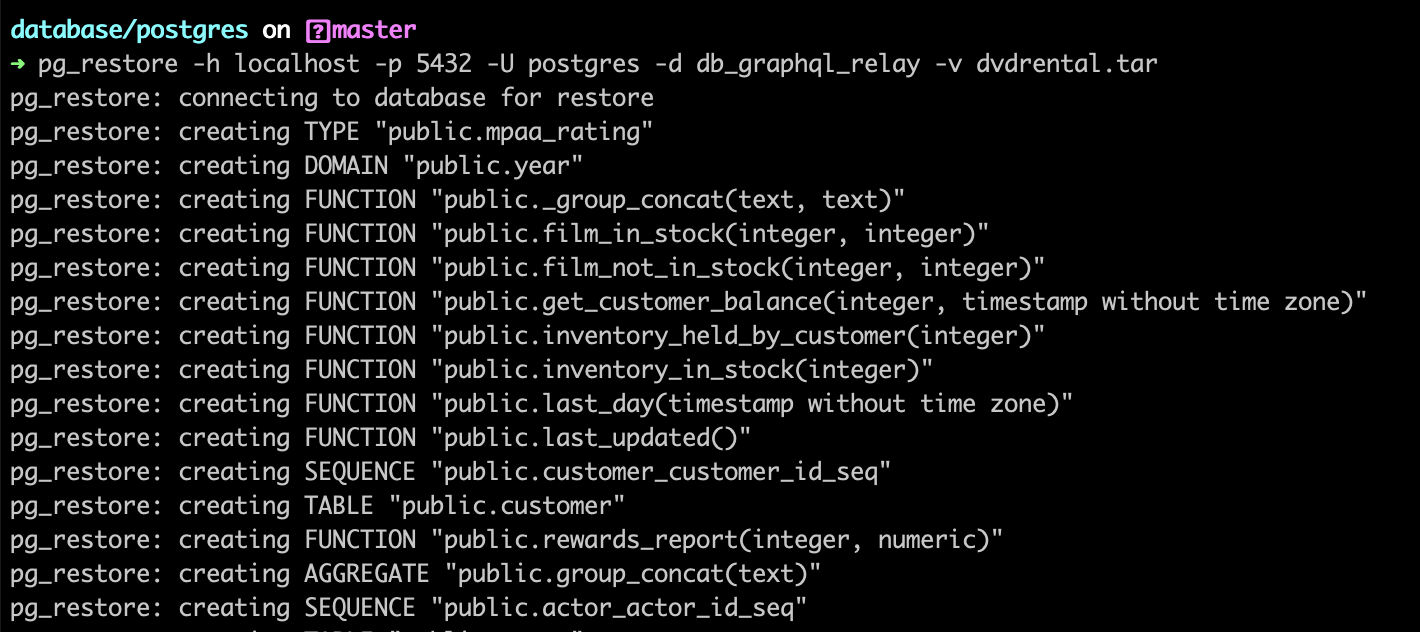 database/postgres on master
➜ pg_restore -h localhost -p 5432 -U postgres -d db_graphql_relay -v dvdrental.tar
pg_restore: connecting to database for restore
pg_restore: creating TYPE "public.mpaa_rating"
pg_restore: creating DOMAIN "public.year"
pg_restore: creating FUNCTION "public._group_concat(text, text)"
pg_restore: creating FUNCTION "public.film_in_stock(integer, integer)"
pg_restore: creating FUNCTION "public.film_not_in_stock(integer, integer)"
pg_restore: creating FUNCTION "public.get_customer_balance(integer, timestamp without time zone)"
pg_restore: creating FUNCTION "public.inventory_held_by_customer(integer)"
pg_restore: creating FUNCTION "public.inventory_in_stock(integer)"
pg_restore: creating FUNCTION "public.last_day(timestamp without time zone)"
pg_restore: creating FUNCTION "public.last_updated()"
pg_restore: creating SEQUENCE "public.customer_customer_id_seq"
pg_restore: creating TABLE "public.customer"
pg_restore: creating FUNCTION "public.rewards_report(integer, numeric)"
pg_restore: creating AGGREGATE "public.group_concat(text)"
pg_restore: creating SEQUENCE "public.actor_actor_id_seq"